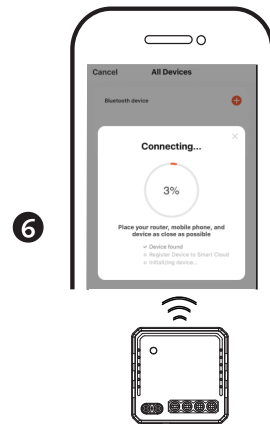 Cancel All Devices
Bluetooth device
Connecting...
3%
Place your router, mobile phone, and
device as close as possible
Device found
Register Device to Smart Cloud
Initializing device...
6